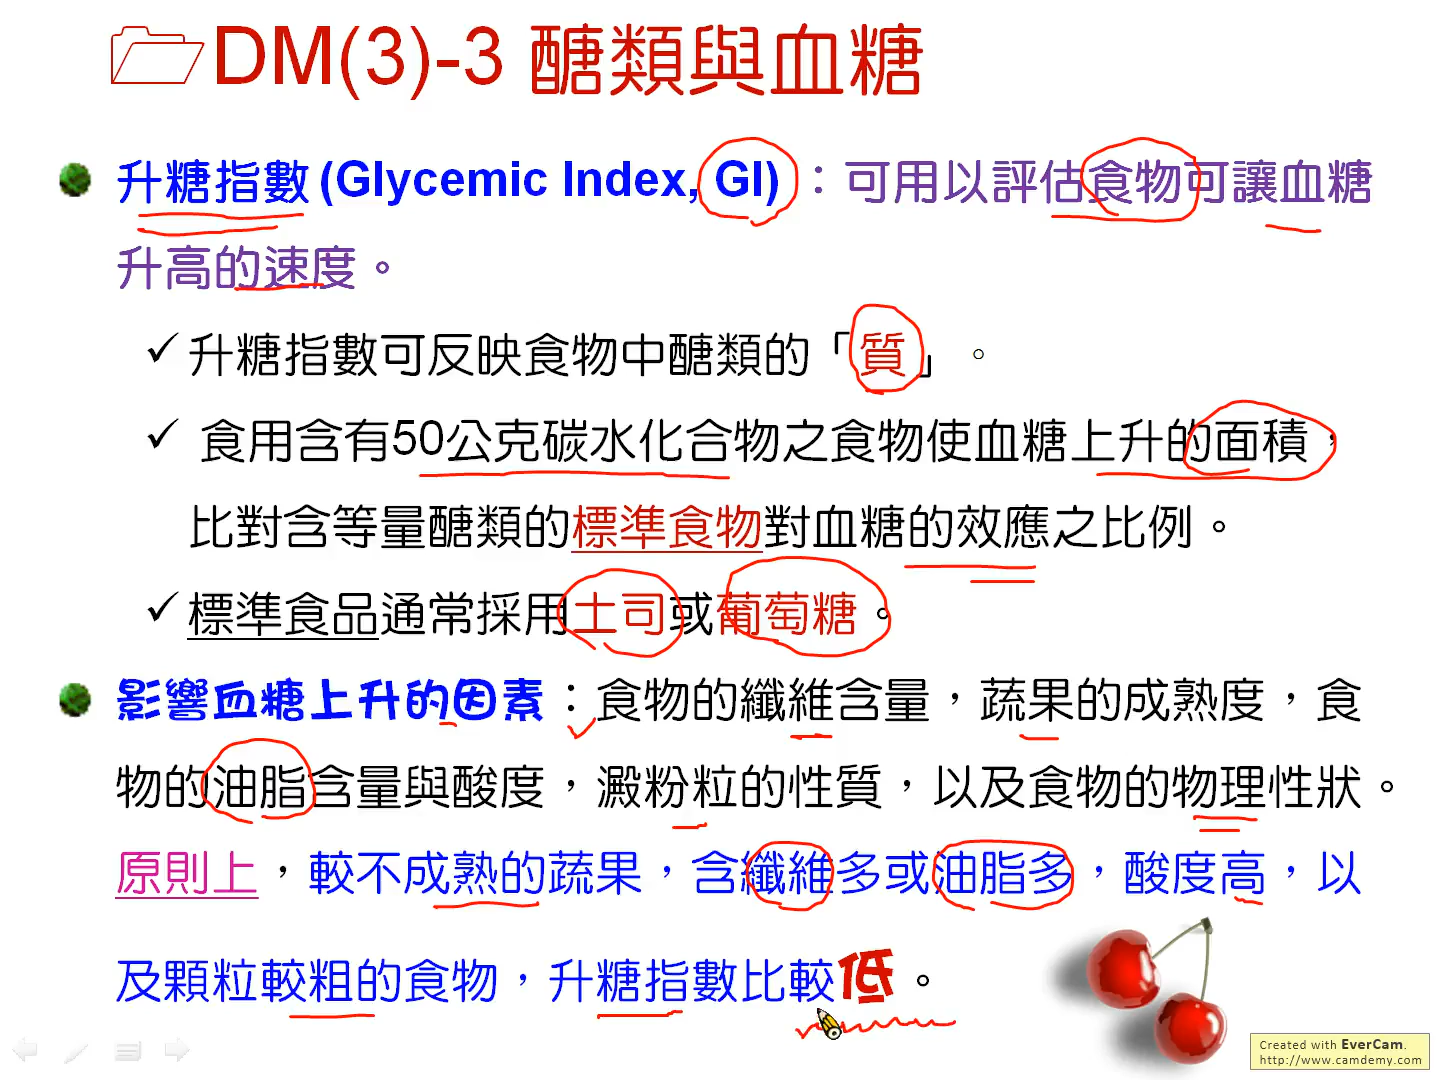 DM(3)-3 醣類與血糖
升糖指數(Glycemic Index, GI)：可用以評估食物可讓血糖
升高的速度。
✓升糖指數可反映食物中醣類的「質」。
✓ 食用含有50公克碳水化合物之食物使血糖上升的面積，
比對含等量醣類的標準食物對血糖的效應之比例。
✓標準食品通常採用土司或葡萄糖。
影響血糖上升的因素：食物的纖維含量，蔬果的成熟度，食
物的油脂含量與酸度，澱粉粒的性質，以及食物的物理性狀。
原則上，較不成熟的蔬果，含纖維多或油脂多，酸度高，以
及顆粒較粗的食物，升糖指數比較低。
Created with EverCam.
http://www.camdemy.com